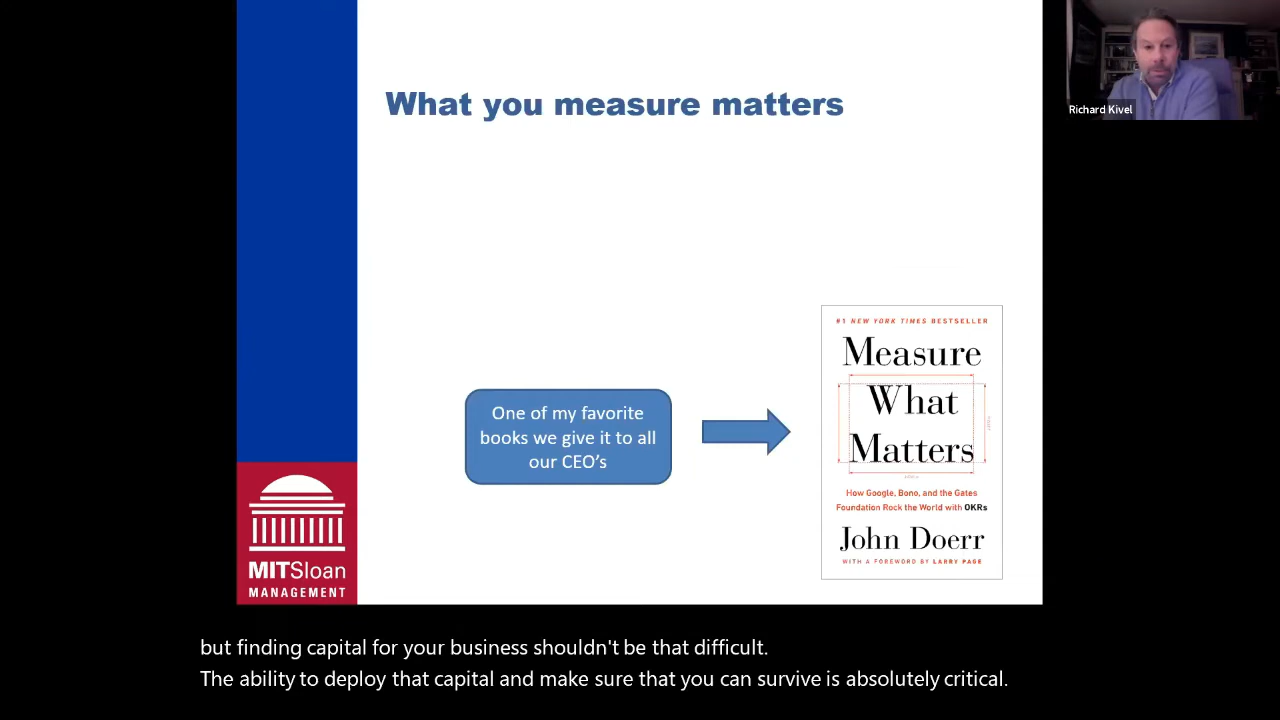 What you measure matters
Richard Kivel
#1 NEW YORK TIMES BESTSELLER
Measure
What
Matters
How Google, Bono, and the Gates
Foundation Rock the World with OKRs
John Doerr
WITH A FOREWORD BY LARRY PAGE
One of my favorite
books we give it to all
our CEO's
MITSloan
MANAGEMENT
but finding capital for your business shouldn't be that difficult.
The ability to deploy that capital and make sure that you can survive is absolutely critical.